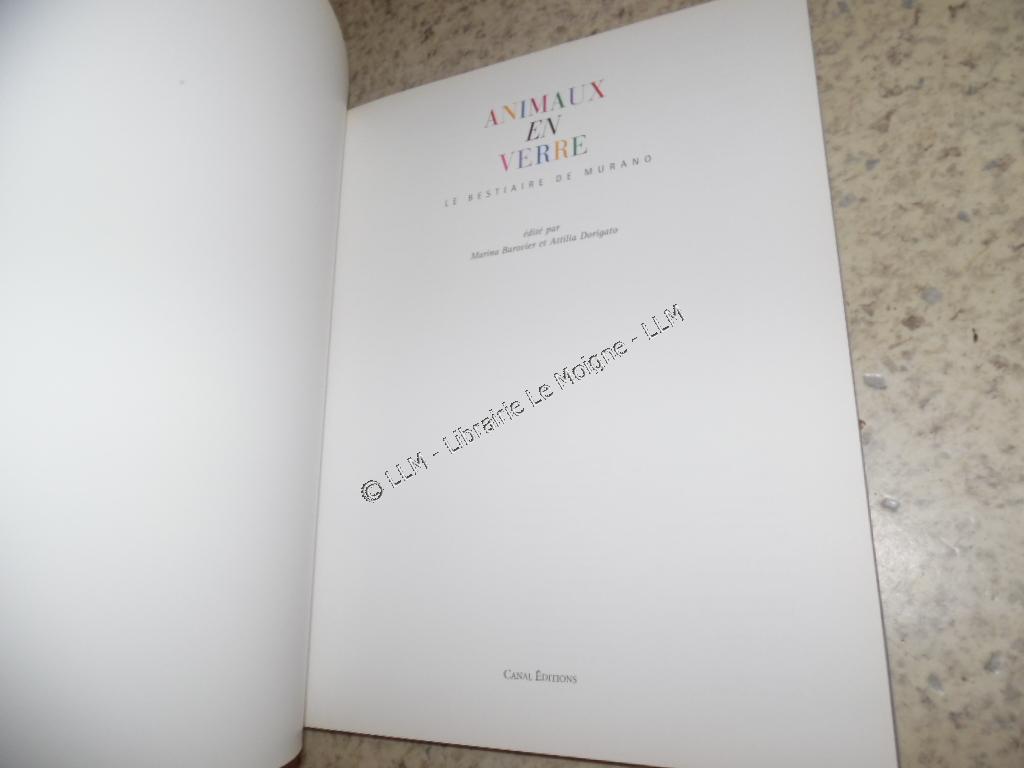 ANIMAUX
EN
VERRE
LE BESTIAIRE DE MURANO
édité par
Marina Barovier et Attilia Dorigato
© LLM - Librairie Le Moigne - LLM
CANAL ÉDITIONS